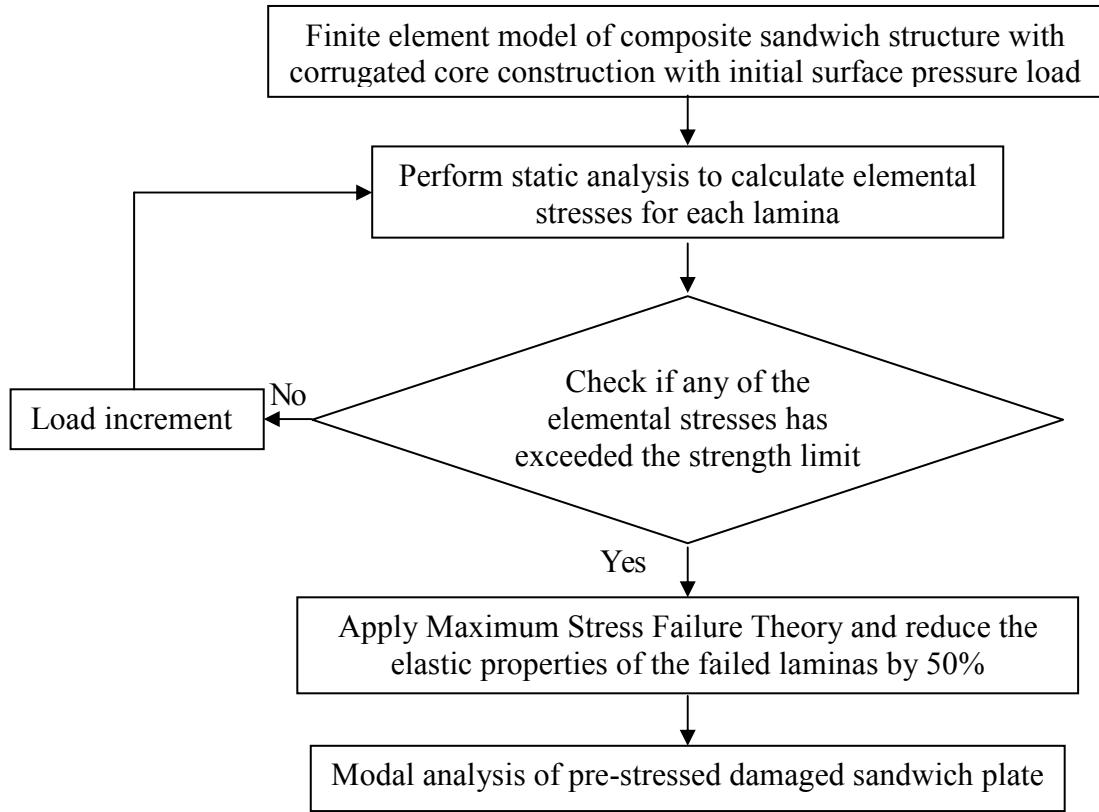 Finite element model of composite sandwich structure with
corrugated core construction with initial surface pressure load
Perform static analysis to calculate elemental
stresses for each lamina
Check if any of the
elemental stresses has
exceeded the strength limit
No
Load increment
Yes
Apply Maximum Stress Failure Theory and reduce the
elastic properties of the failed laminas by 50%
Modal analysis of pre-stressed damaged sandwich plate